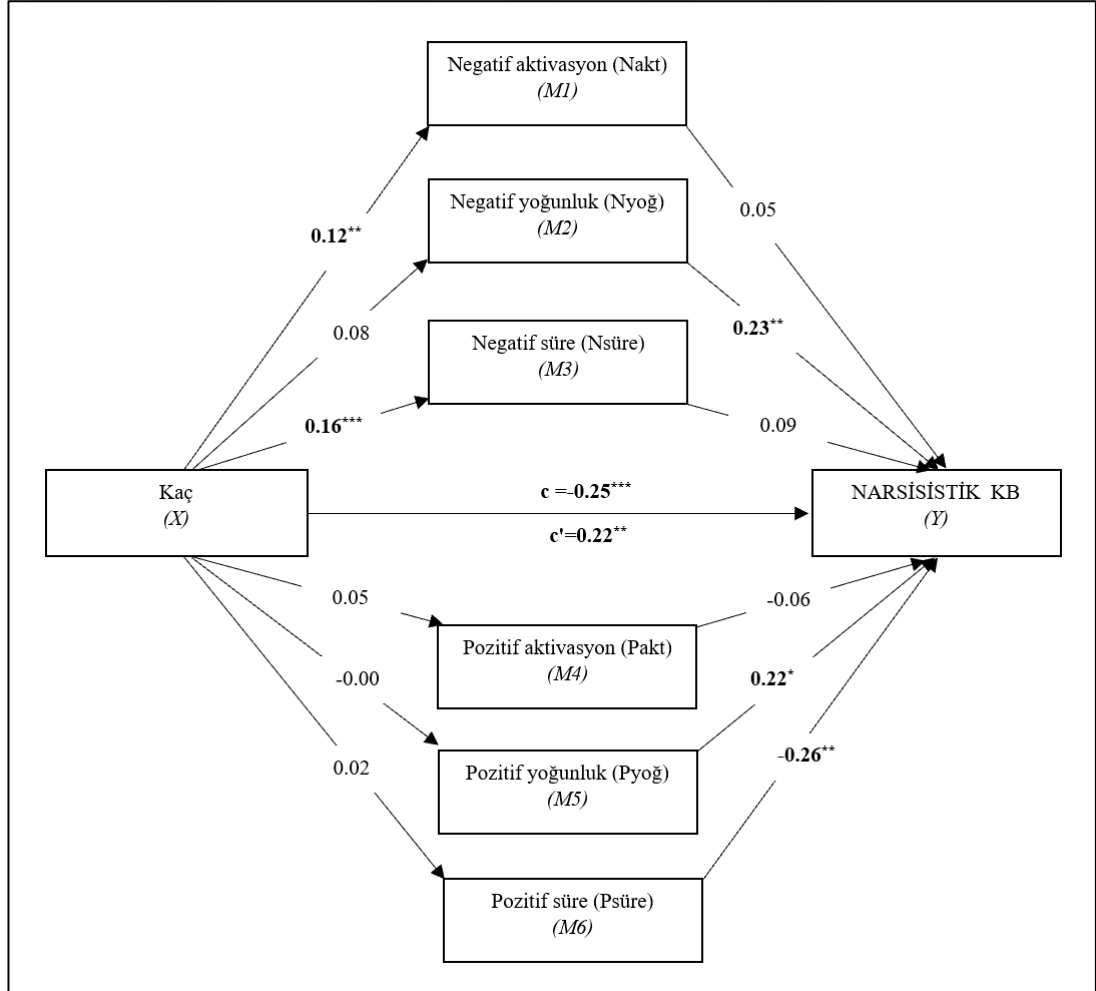 Negatif aktivasyon (Nakt)
(M1)
Negatif yoğunluk (Nyoğ)
(M2)
0.05
0.12**
0.08
0.23**
Negatif süre (Nsüre)
(M3)
0.16***
0.09
Kaç
(X)
c =-0.25***
c'=0.22**
NARSİSİSTİK KB
(Y)
0.05
-0.06
Pozitif aktivasyon (Pakt)
(M4)
-0.00
0.22*
0.02
-0.26**
Pozitif yoğunluk (Pyoğ)
(M5)
Pozitif süre (Psüre)
(M6)